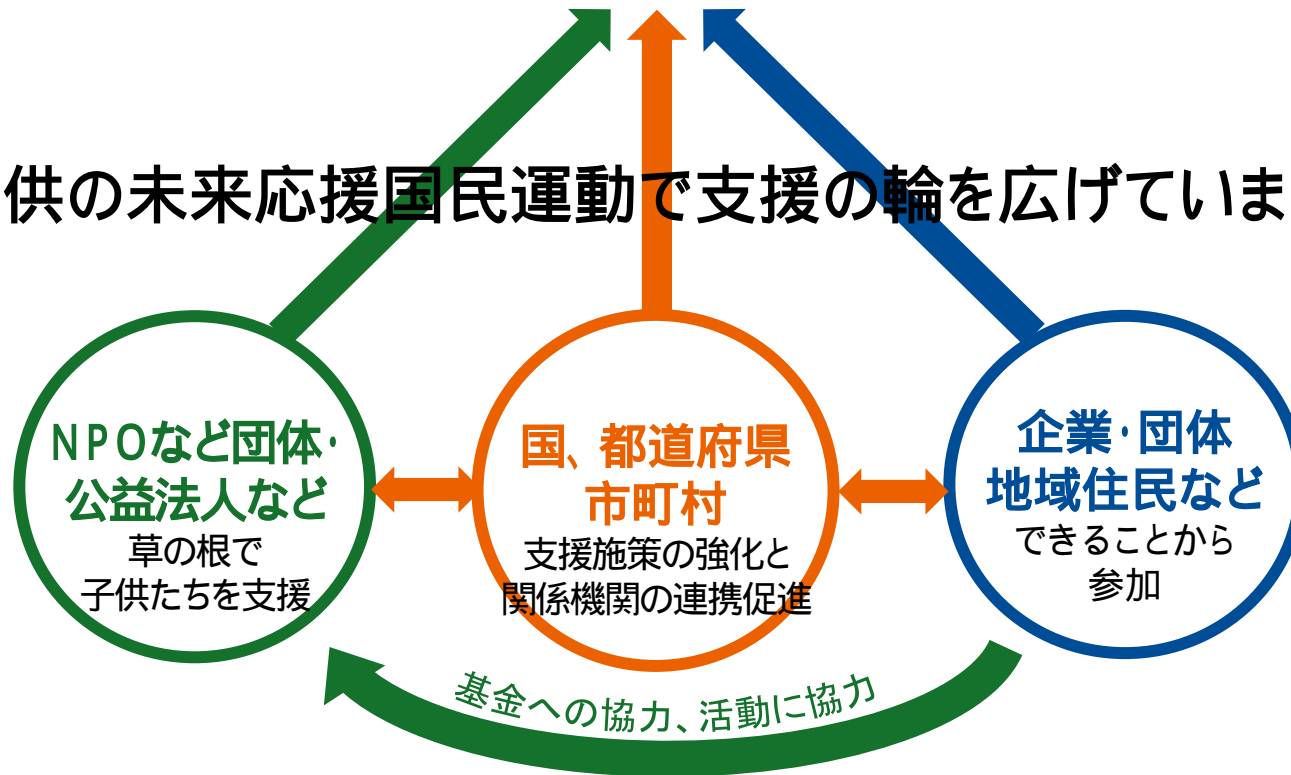 供の未来応援国民運動で支援の輪を広げていま
NPOなど団体・
公益法人など
草の根で
子供たちを支援
国、都道府県
市町村
支援施策の強化と
関係機関の連携促進
企業・団体
地域住民など
できることから
参加
基金への協力、活動に協力